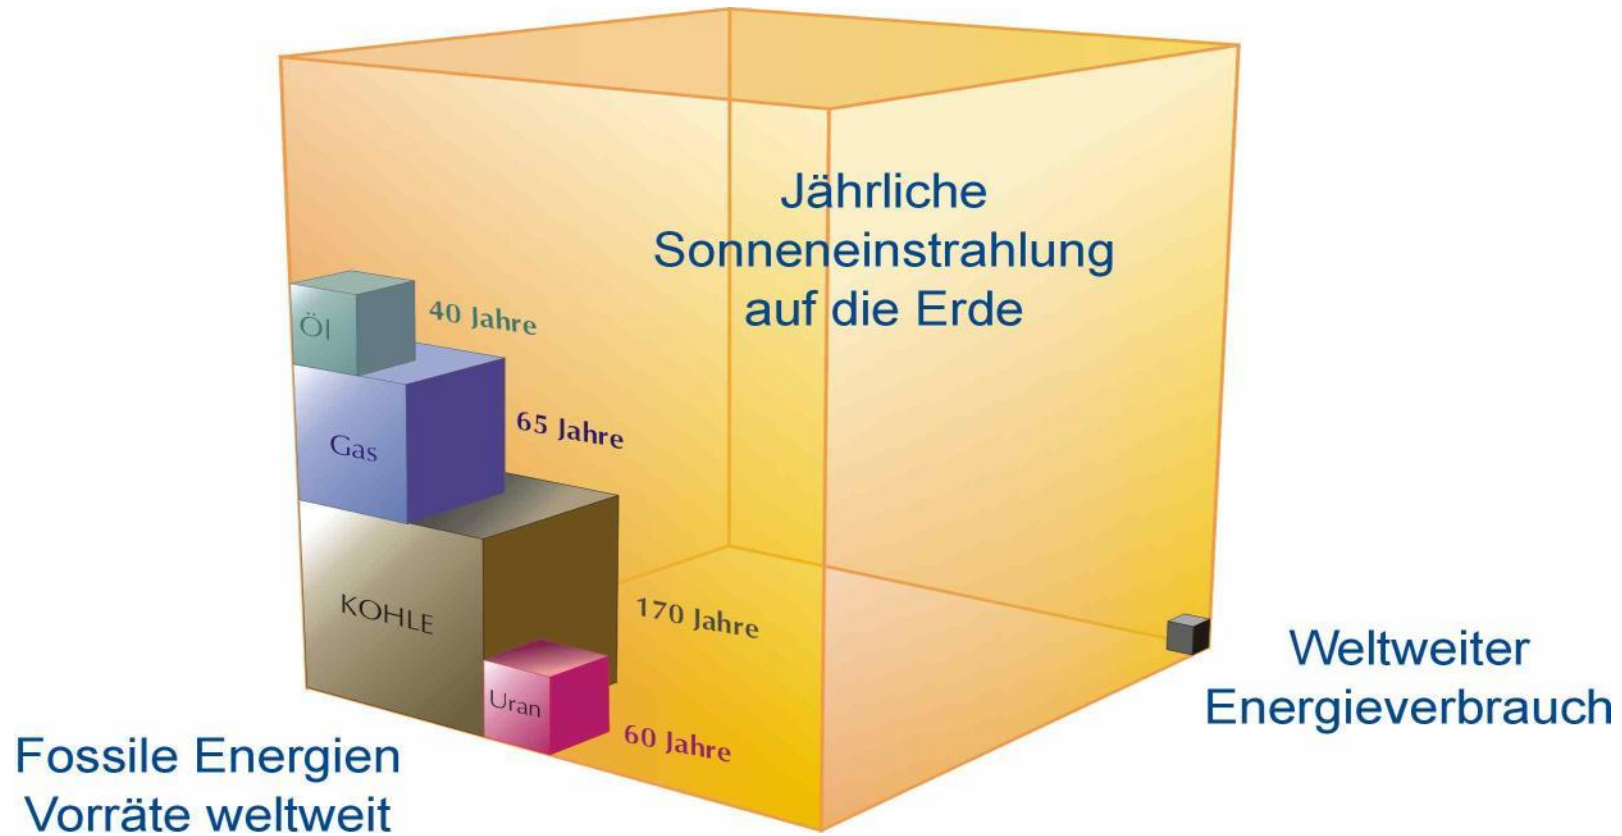 Jährliche
Sonneneinstrahlung
auf die Erde
Öl
40 Jahre
Gas
65 Jahre
KOHLE
170 Jahre
Uran
60 Jahre
Weltweiter
Energieverbrauch
Fossile Energien
Vorräte weltweit